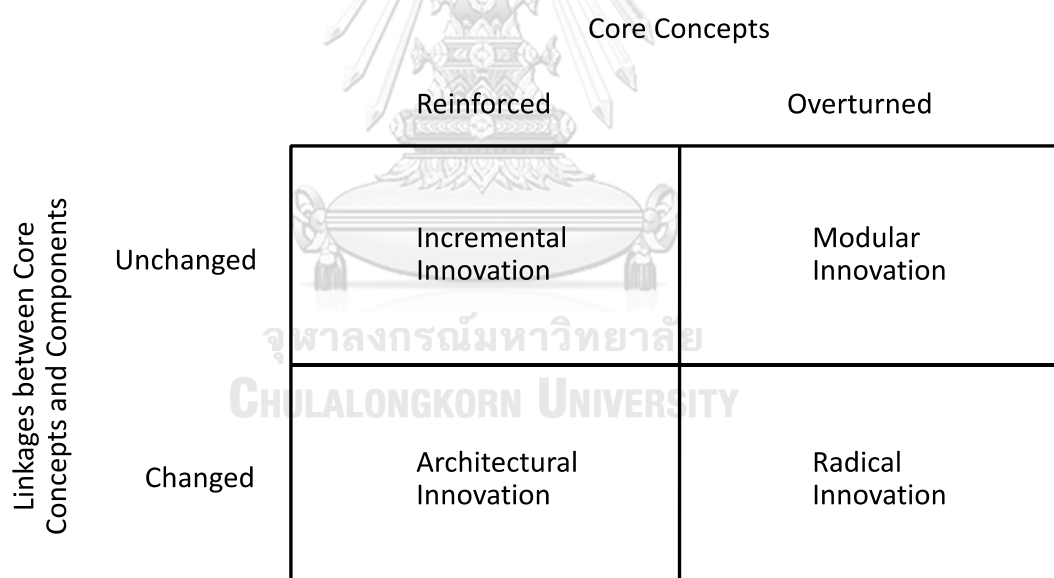 Core Concepts
Reinforced
Overturned
Linkages between Core
Concepts and Components
Unchanged
Incremental
Innovation
Modular
Innovation
จุฬาลงกรณ์มหาวิทยาลัย
CHULALONGKORN UNIVERSITY
Changed
Architectural
Innovation
Radical
Innovation